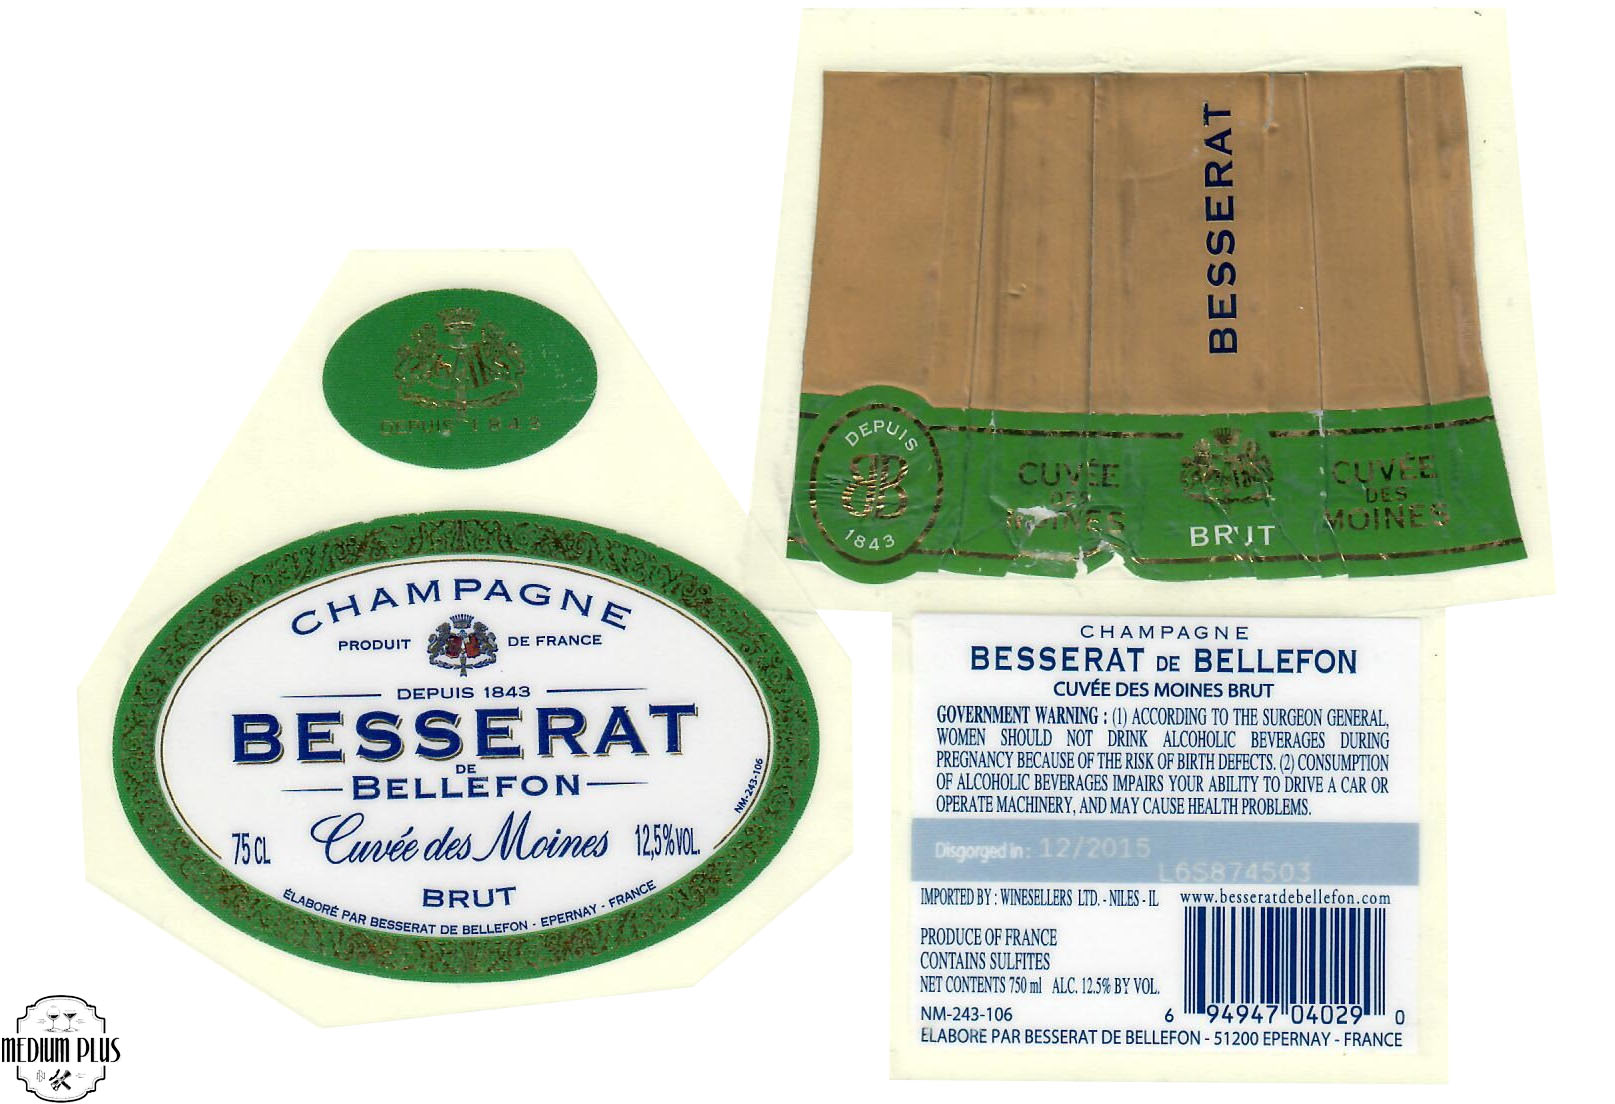 DEPUIS 1843
CHAMPAGNE
PRODUIT DE FRANCE
DEPUIS 1843
BESSERAT
DE
BELLEFON
Cuvée des Moines
75 CL 12,5% VOL.
BRUT
ÉLABORÉ PAR BESSERAT DE BELLEFON - EPERNAY - FRANCE
NM-243-106
BESSERAT
DEPUIS
BB
1843
CUVÉE
DES
MOINES
BRUT
CUVÉE
DES
MOINES
CHAMPAGNE
BESSERAT DE BELLEFON
CUVÉE DES MOINES BRUT
GOVERNMENT WARNING : (1) ACCORDING TO THE SURGEON GENERAL,
WOMEN SHOULD NOT DRINK ALCOHOLIC BEVERAGES DURING
PREGNANCY BECAUSE OF THE RISK OF BIRTH DEFECTS. (2) CONSUMPTION
OF ALCOHOLIC BEVERAGES IMPAIRS YOUR ABILITY TO DRIVE A CAR OR
OPERATE MACHINERY, AND MAY CAUSE HEALTH PROBLEMS.
Disgorged in : 12/2015
L6S874503
IMPORTED BY : WINESELLERS LTD. - NILES - IL www.besseratdebellefon.com
PRODUCE OF FRANCE
CONTAINS SULFITES
NET CONTENTS 750 ml ALC. 12.5% BY VOL.
NM-243-106
6 94947 04029 0
ELABORÉ PAR BESSERAT DE BELLEFON - 51200 EPERNAY - FRANCE
MEDIUM PLUS